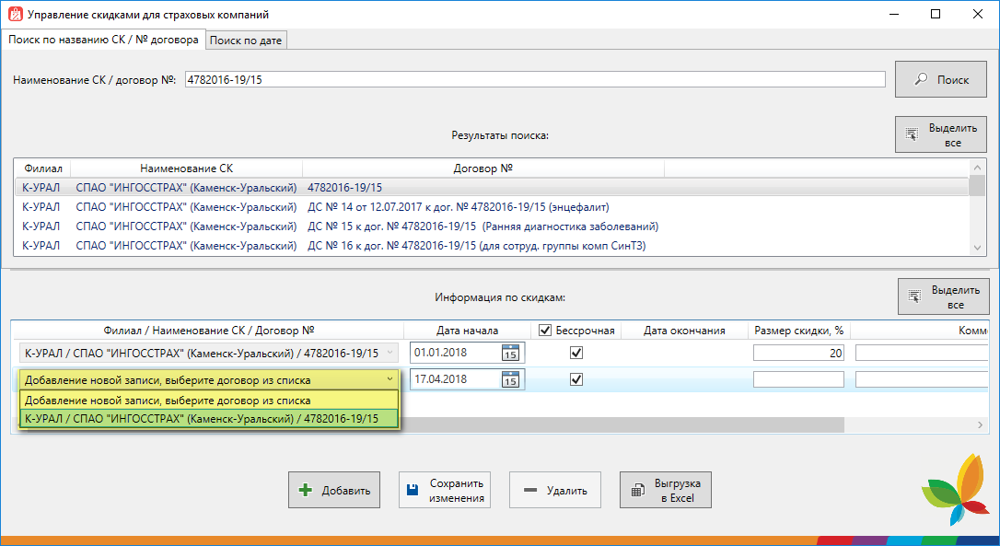 Управление скидками для страховых компаний
Поиск по названию СК / № договора
Поиск по дате
Наименование СК / договор №:
4782016-19/15
Поиск
Результаты поиска:
Выделить
все
Филиал Наименование СК Договор №
К-УРАЛ СПАО "ИНГОССТРАХ" (Каменск-Уральский) 4782016-19/15
К-УРАЛ СПАО "ИНГОССТРАХ" (Каменск-Уральский) ДС № 14 от 12.07.2017 к дог. № 4782016-19/15 (энцефалит)
К-УРАЛ СПАО "ИНГОССТРАХ" (Каменск-Уральский) ДС № 15 к дог. № 4782016-19/15 (Ранняя диагностика заболеваний)
К-УРАЛ СПАО "ИНГОССТРАХ" (Каменск-Уральский) ДС № 16 к дог. № 4782016-19/15 (для сотруд. группы комп СинТЗ)
Информация по скидкам:
Выделить
все
Филиал / Наименование СК / Договор № Дата начала Бессрочная Дата окончания Размер скидки, % Комм
К-УРАЛ / СПАО "ИНГОССТРАХ" (Каменск-Уральский) / 4782016-19/15 01.01.2018 15 20
Добавление новой записи, выберите договор из списка 17.04.2018 15
Добавление новой записи, выберите договор из списка
К-УРАЛ / СПАО "ИНГОССТРАХ" (Каменск-Уральский) / 4782016-19/15
Добавить
Сохранить
изменения
Удалить
Выгрузка
в Excel